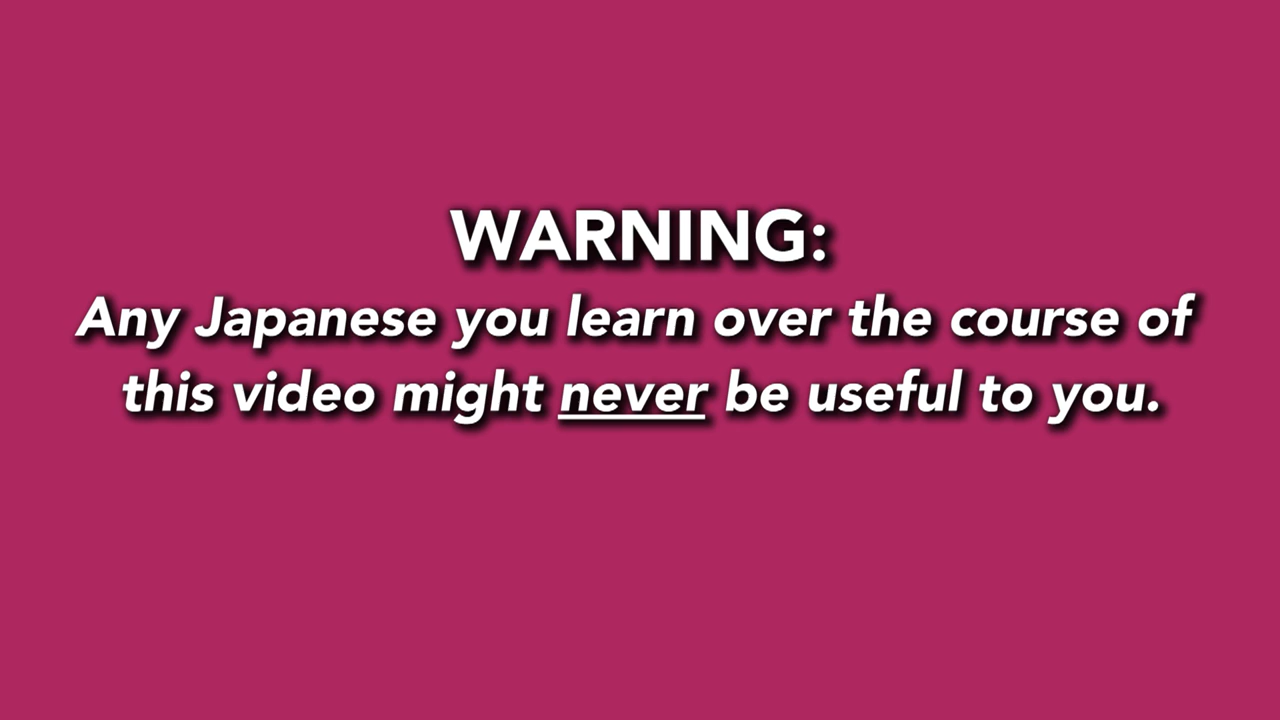 WARNING:
Any Japanese you learn over the course of
this video might never be useful to you.